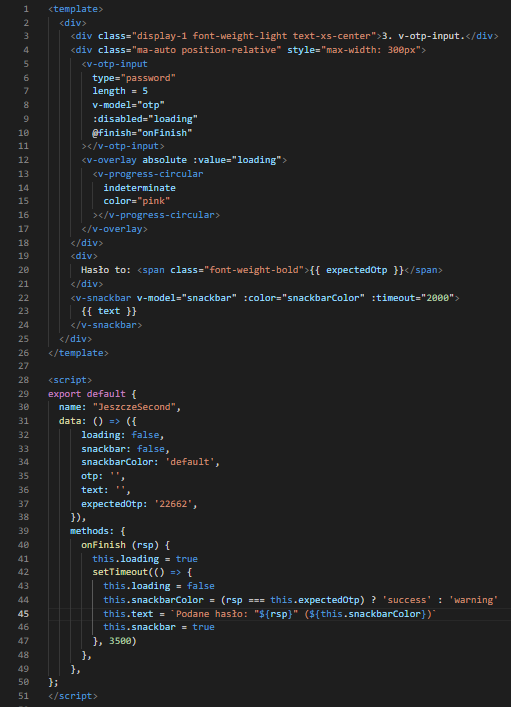 1 <template>
2 <div>
3 <div class="display-1 font-weight-light text-xs-center">3. v-otp-input.</div>
4 <div class="ma-auto position-relative" style="max-width: 300px">
5 <v-otp-input
6 type="password"
7 length = 5
8 v-model="otp"
9 :disabled="loading"
10 @finish="onFinish"
11 ></v-otp-input>
12 <v-overlay absolute :value="loading">
13 <v-progress-circular
14 indeterminate
15 color="pink"
16 ></v-progress-circular>
17 </v-overlay>
18 </div>
19 <div>
20 Hasło to: <span class="font-weight-bold">{{ expectedOtp }}</span>
21 </div>
22 <v-snackbar v-model="snackbar" :color="snackbarColor" :timeout="2000">
23 {{ text }}
24 </v-snackbar>
25 </div>
26 </template>
27
28 <script>
29 export default {
30 name: "JeszczeSecond",
31 data: () => ({
32 loading: false,
33 snackbar: false,
34 snackbarColor: 'default',
35 otp: '',
36 text: '',
37 expectedOtp: '22662',
38 }),
39 methods: {
40 onFinish (rsp) {
41 this.loading = true
42 setTimeout(() => {
43 this.loading = false
44 this.snackbarColor = (rsp === this.expectedOtp) ? 'success' : 'warning'
45 this.text = `Podane hasło: "${rsp}" (${this.snackbarColor})`
46 this.snackbar = true
47 }, 3500)
48 },
49 },
50 };
51 </script>